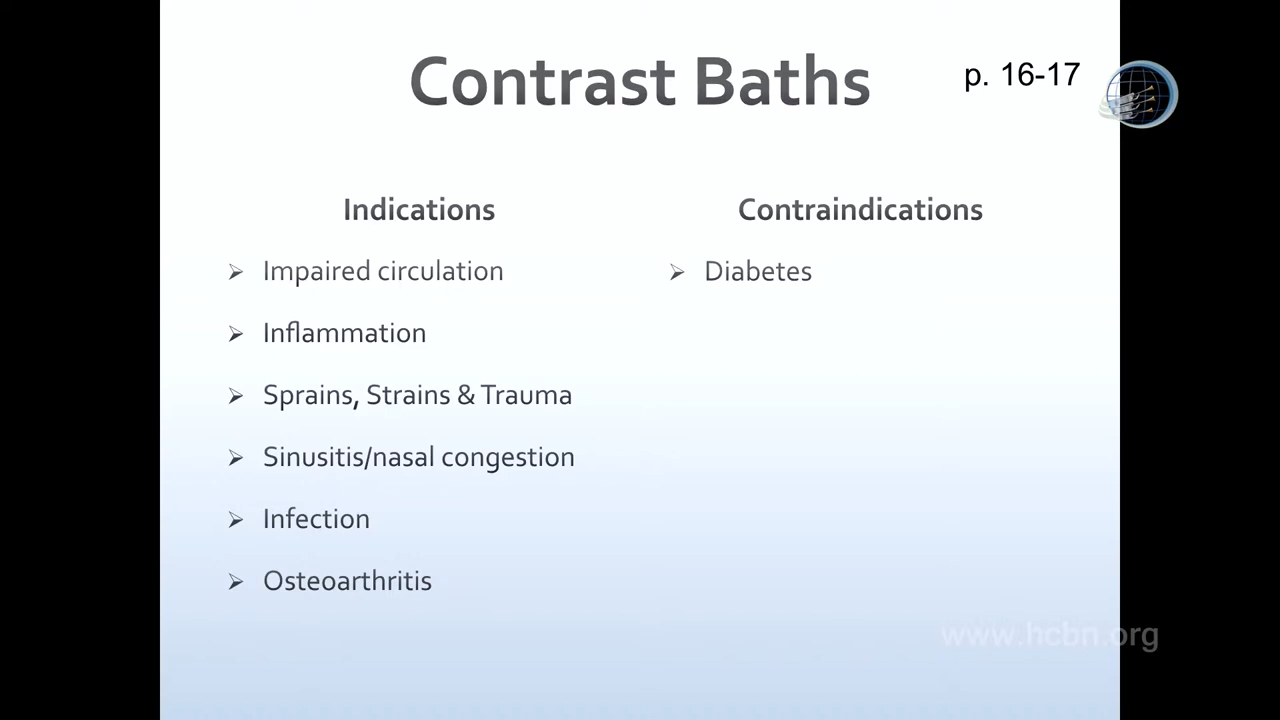 Contrast Baths
p. 16-17
Indications
Impaired circulation
Inflammation
Sprains, Strains & Trauma
Sinusitis/nasal congestion
Infection
Osteoarthritis
Contraindications
Diabetes
www.hcbn.org